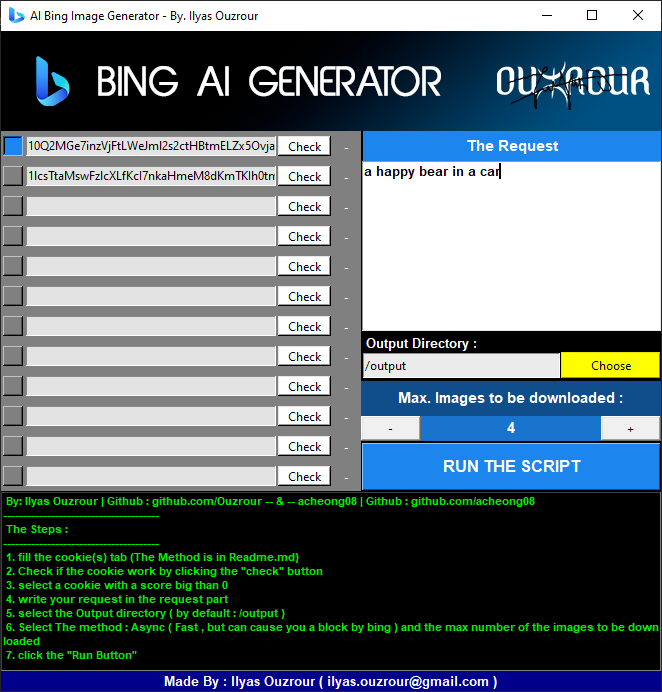 AI Bing Image Generator - By. Ilyas Ouzrour
BING AI GENERATOR
OUZROUR
10Q2MGe7inzVjFtLWeJmI2s2ctHBtmELZx5Ovja Check -
1IcsTtaMswFzIcXLfKcI7nkaHmeM8dKmTKlh0tm Check -
Check -
Check -
Check -
Check -
Check -
Check -
Check -
Check -
Check -
Check -
The Request
a happy bear in a car
Output Directory :
/output Choose
Max. Images to be downloaded :
- 4 +
RUN THE SCRIPT
By: Ilyas Ouzrour | Github : github.com/Ouzrour -- & -- acheong08 | Github : github.com/acheong08
---------------------------------------
The Steps :
---------------------------------------
1. fill the cookie(s) tab (The Method is in Readme.md)
2. Check if the cookie work by clicking the "check" button
3. select a cookie with a score big than 0
4. write your request in the request part
5. select the Output directory ( by default : /output )
6. Select The method : Async ( Fast , but can cause you a block by bing ) and the max number of the images to be down
loaded
7. click the "Run Button"
Made By : Ilyas Ouzrour ( ilyas.ouzrour@gmail.com )